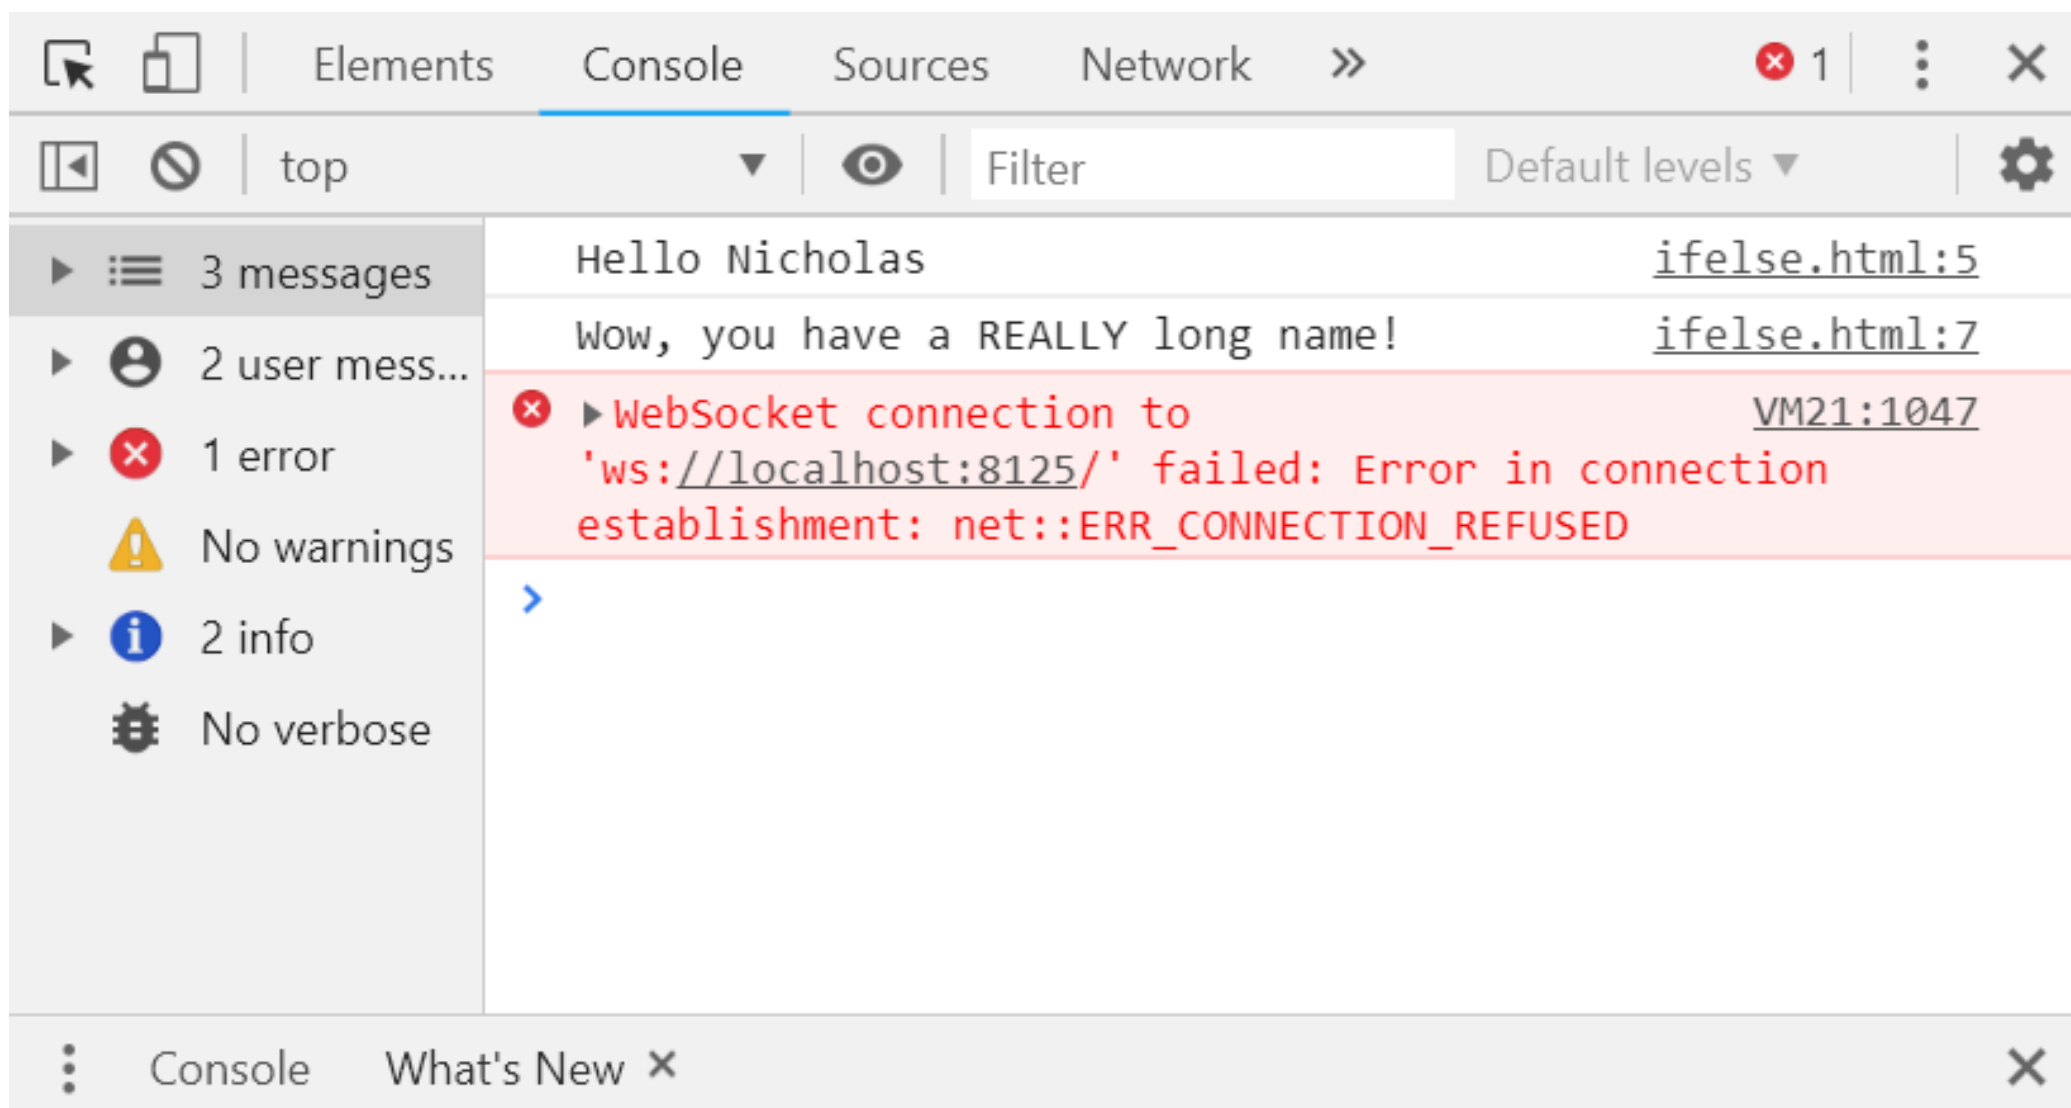 Elements Console Sources Network » 1
top Filter Default levels
3 messages
2 user mess...
1 error
No warnings
2 info
No verbose
Hello Nicholas ifelse.html:5
Wow, you have a REALLY long name! ifelse.html:7
WebSocket connection to VM21:1047
'ws://localhost:8125/' failed: Error in connection
establishment: net::ERR_CONNECTION_REFUSED
Console What's New